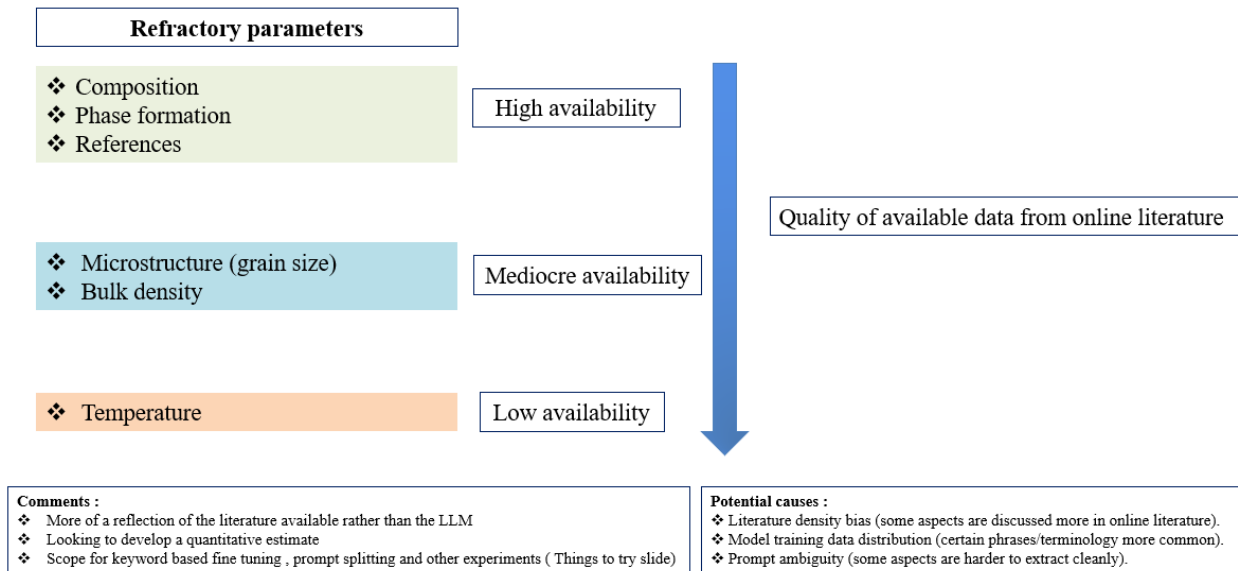 Refractory parameters
❖ Composition
❖ Phase formation
❖ References
High availability
Quality of available data from online literature
❖ Microstructure (grain size)
❖ Bulk density
Mediocre availability
❖ Temperature
Low availability
Comments :
❖ More of a reflection of the literature available rather than the LLM
❖ Looking to develop a quantitative estimate
❖ Scope for keyword based fine tuning , prompt splitting and other experiments ( Things to try slide)
Potential causes :
❖ Literature density bias (some aspects are discussed more in online literature).
❖ Model training data distribution (certain phrases/terminology more common).
❖ Prompt ambiguity (some aspects are harder to extract cleanly).